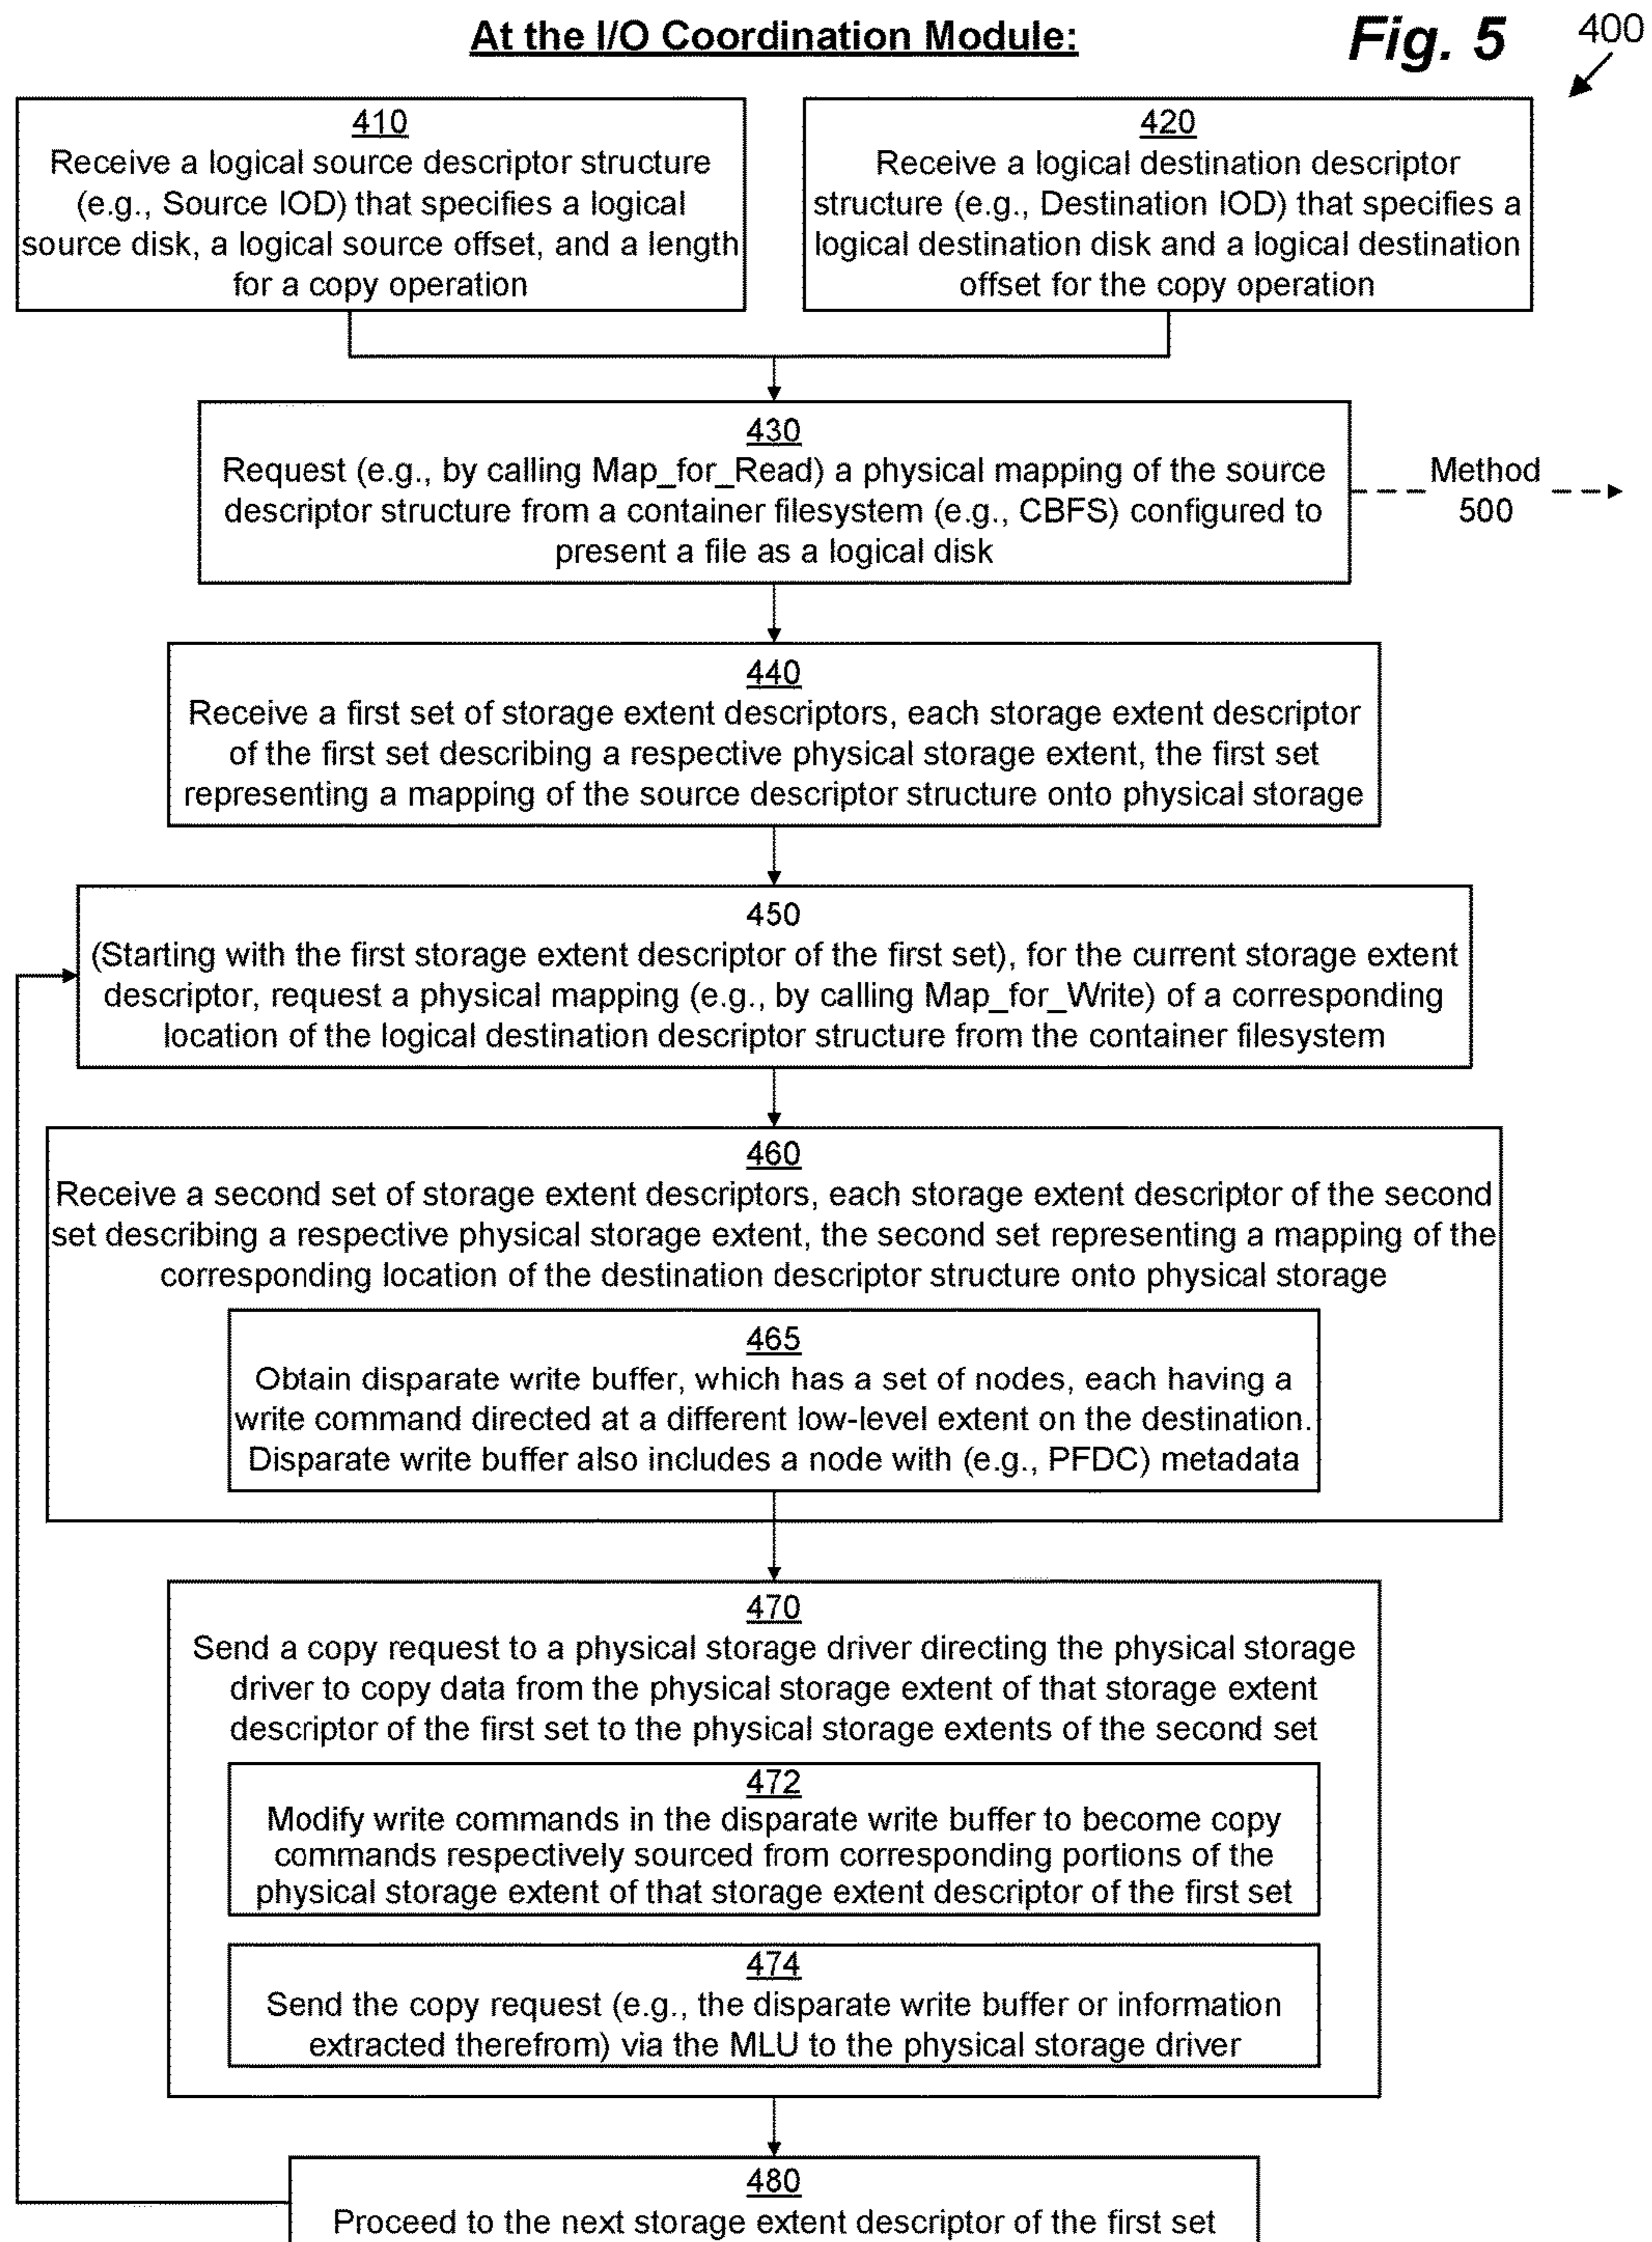 At the I/O Coordination Module:
Fig. 5
400
410
Receive a logical source descriptor structure
(e.g., Source IOD) that specifies a logical
source disk, a logical source offset, and a length
for a copy operation
420
Receive a logical destination descriptor
structure (e.g., Destination IOD) that specifies a
logical destination disk and a logical destination
offset for the copy operation
430
Request (e.g., by calling Map_for_Read) a physical mapping of the source
descriptor structure from a container filesystem (e.g., CBFS) configured to
present a file as a logical disk
Method
500
440
Receive a first set of storage extent descriptors, each storage extent descriptor
of the first set describing a respective physical storage extent, the first set
representing a mapping of the source descriptor structure onto physical storage
450
(Starting with the first storage extent descriptor of the first set), for the current storage extent
descriptor, request a physical mapping (e.g., by calling Map_for_Write) of a corresponding
location of the logical destination descriptor structure from the container filesystem
460
Receive a second set of storage extent descriptors, each storage extent descriptor of the second
set describing a respective physical storage extent, the second set representing a mapping of the
corresponding location of the destination descriptor structure onto physical storage
465
Obtain disparate write buffer, which has a set of nodes, each having a
write command directed at a different low-level extent on the destination.
Disparate write buffer also includes a node with (e.g., PFDC) metadata
470
Send a copy request to a physical storage driver directing the physical storage
driver to copy data from the physical storage extent of that storage extent
descriptor of the first set to the physical storage extents of the second set
472
Modify write commands in the disparate write buffer to become copy
commands respectively sourced from corresponding portions of the
physical storage extent of that storage extent descriptor of the first set
474
Send the copy request (e.g., the disparate write buffer or information
extracted therefrom) via the MLU to the physical storage driver
480
Proceed to the next storage extent descriptor of the first set